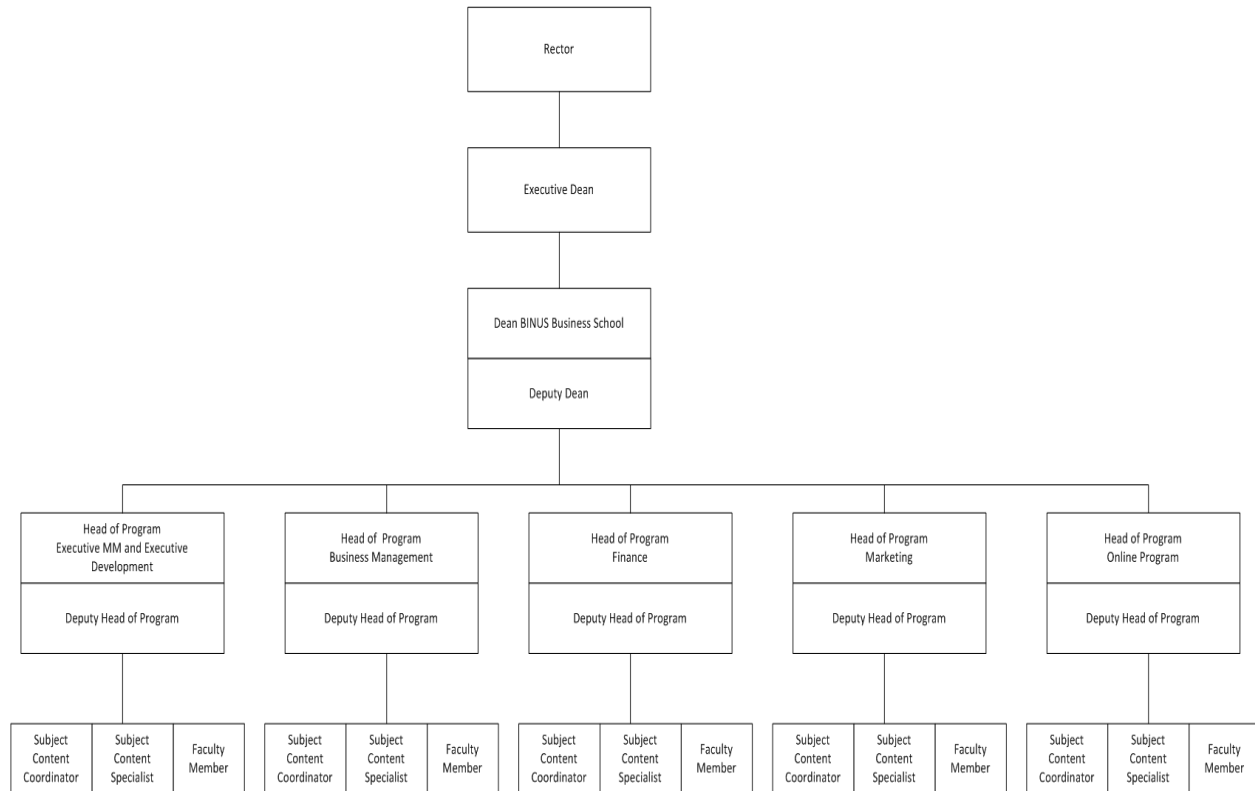 Rector
Executive Dean
Dean BINUS Business School
Deputy Dean
Head of Program
Executive MM and Executive
Development
Deputy Head of Program
Head of Program
Business Management
Deputy Head of Program
Head of Program
Finance
Deputy Head of Program
Head of Program
Marketing
Deputy Head of Program
Head of Program
Online Program
Deputy Head of Program
Subject
Content
Coordinator
Subject
Content
Specialist
Faculty
Member
Subject
Content
Coordinator
Subject
Content
Specialist
Faculty
Member
Subject
Content
Coordinator
Subject
Content
Specialist
Faculty
Member
Subject
Content
Coordinator
Subject
Content
Specialist
Faculty
Member
Subject
Content
Coordinator
Subject
Content
Specialist
Faculty
Member